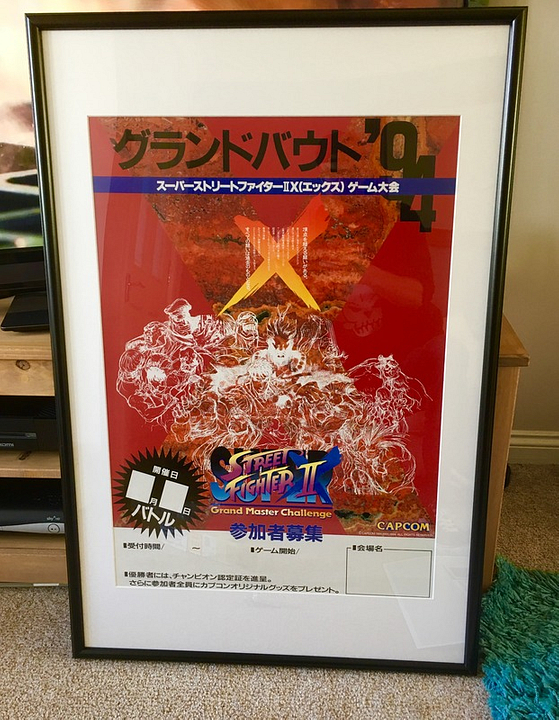 グランドバウト'94
スーパーストリートファイターIIX(エックス) ゲーム大会
X
開催日
月 日
バトル
SUPER
STREET
FIGHTER II X
Grand Master Challenge
参加者募集
CAPCOM
▮受付時間/ ~ ▮ゲーム開始/ ▮会場名
▮優勝者には、チャンピオン認定証を進呈。
さらに参加者全員にカプコンオリジナルグッズをプレゼント。
sky
HDMI